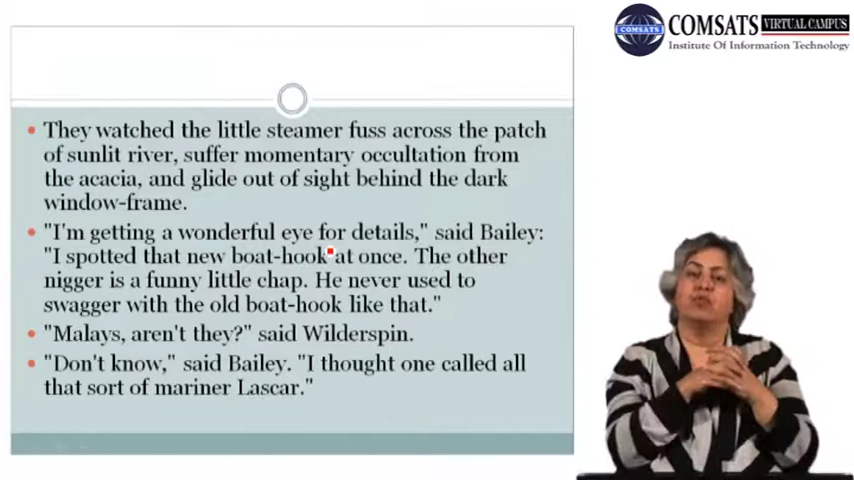 COMSATS VIRTUAL CAMPUS
COMSATS
Institute Of Information Technology
They watched the little steamer fuss across the patch
of sunlit river, suffer momentary occultation from
the acacia, and glide out of sight behind the dark
window-frame.
"I'm getting a wonderful eye for details," said Bailey:
"I spotted that new boat-hook at once. The other
nigger is a funny little chap. He never used to
swagger with the old boat-hook like that."
"Malays, aren't they?" said Wilderspin.
"Don't know," said Bailey. "I thought one called all
that sort of mariner Lascar."